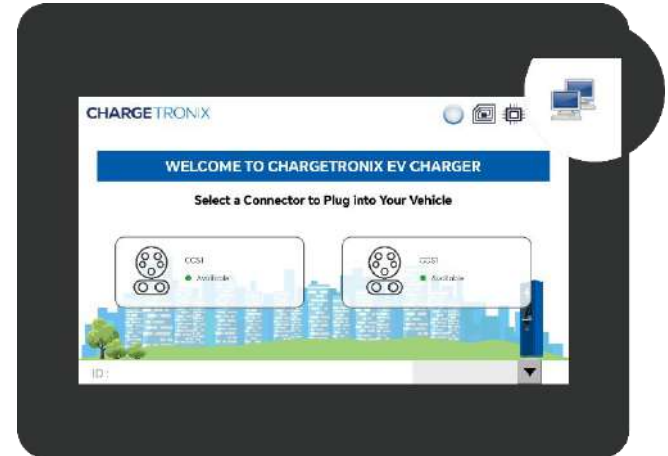 CHARGETRONIX
WELCOME TO CHARGETRONIX EV CHARGER
Select a Connector to Plug into Your Vehicle
CCS1
Available
CCS1
Available
ID :